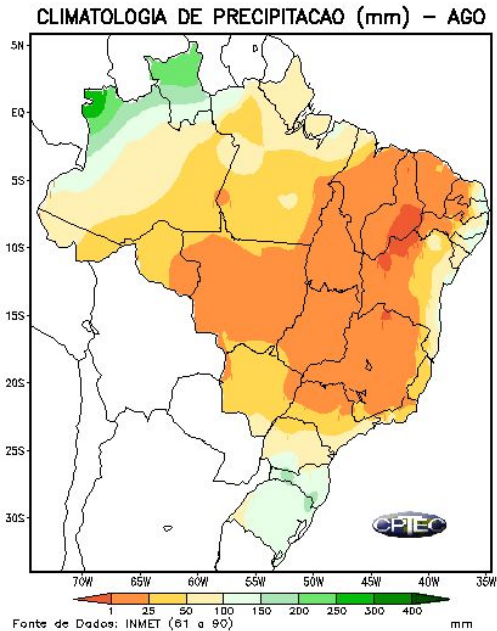 CLIMATOLOGIA DE PRECIPITACAO (mm) – AGO
5N
EQ
5S
10S
15S
20S
25S
30S
CPTEC
70W 65W 60W 55W 50W 45W 40W 35W
1 25 50 100 150 200 250 300 400
Fonte de Dados: INMET (61 a 90) mm